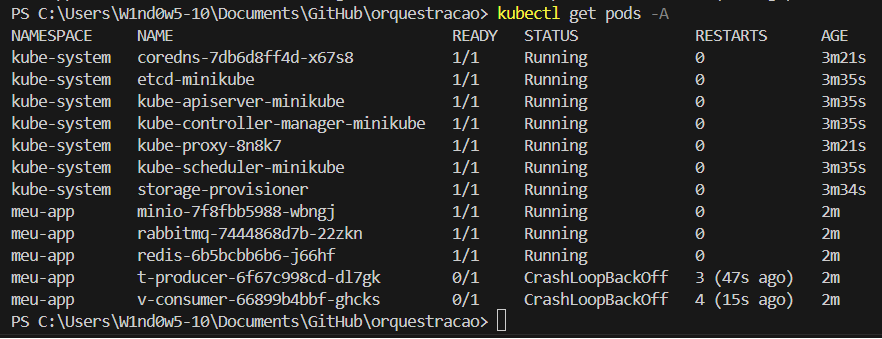 PS C:\Users\W1nd0w5-10\Documents\GitHub\orquestracao> kubectl get pods -A
NAMESPACE NAME READY STATUS RESTARTS AGE
kube-system coredns-7db6d8ff4d-x67s8 1/1 Running 0 3m21s
kube-system etcd-minikube 1/1 Running 0 3m35s
kube-system kube-apiserver-minikube 1/1 Running 0 3m35s
kube-system kube-controller-manager-minikube 1/1 Running 0 3m35s
kube-system kube-proxy-8n8k7 1/1 Running 0 3m21s
kube-system kube-scheduler-minikube 1/1 Running 0 3m35s
kube-system storage-provisioner 1/1 Running 0 3m34s
meu-app minio-7f8fbb5988-wbngj 1/1 Running 0 2m
meu-app rabbitmq-7444868d7b-22zkn 1/1 Running 0 2m
meu-app redis-6b5bcbb6b6-j66hf 1/1 Running 0 2m
meu-app t-producer-6f67c998cd-dl7gk 0/1 CrashLoopBackOff 3 (47s ago) 2m
meu-app v-consumer-66899b4bbf-ghcks 0/1 CrashLoopBackOff 4 (15s ago) 2m
PS C:\Users\W1nd0w5-10\Documents\GitHub\orquestracao>